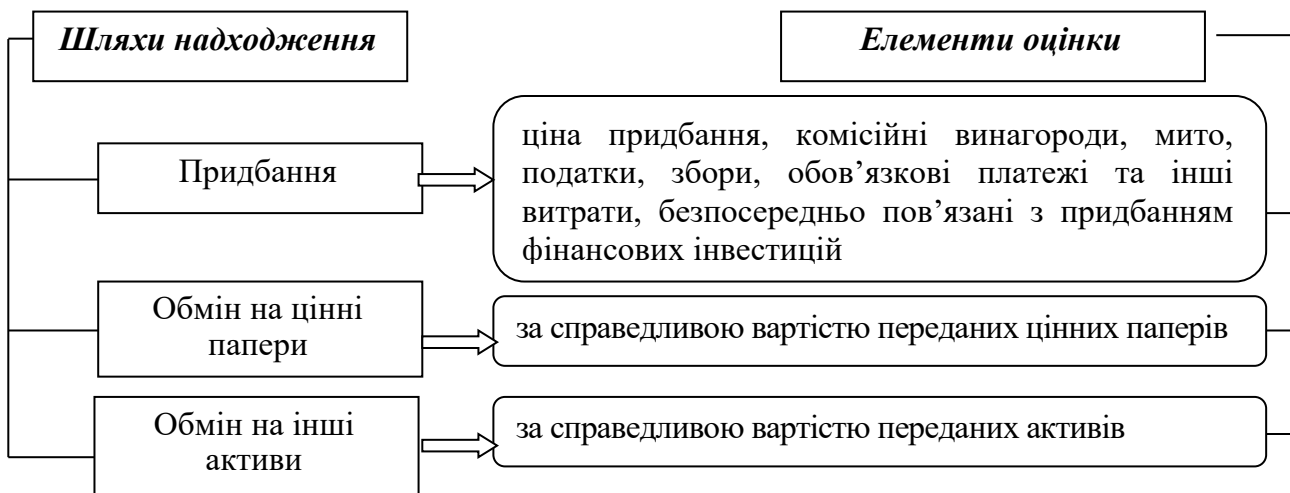 Шляхи надходження
Елементи оцінки
Придбання
ціна придбання, комісійні винагороди, мито,
податки, збори, обов’язкові платежі та інші
витрати, безпосередньо пов’язані з придбанням
фінансових інвестицій
Обмін на цінні
папери
за справедливою вартістю переданих цінних паперів
Обмін на інші
активи
за справедливою вартістю переданих активів